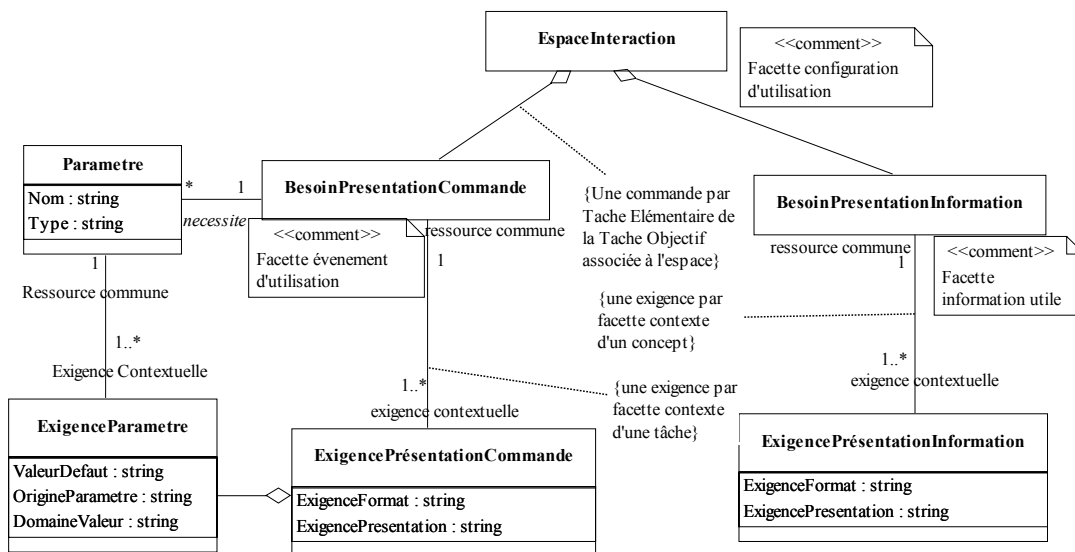 EspaceInteraction
<<comment>>
Facette configuration
d'utilisation
Parametre
Nom : string
Type : string
*
1
necessite
BesoinPresentationCommande
<<comment>>
Facette évenement
d'utilisation
ressource commune
1
{Une commande par
Tache Elémentaire de
la Tache Objectif
associée à l'espace}
BesoinPresentationInformation
ressource commune
1
<<comment>>
Facette
information utile
1
Ressource commune
1..*
Exigence Contextuelle
{une exigence par
facette contexte
d'un concept}
1..*
exigence contextuelle
{une exigence par
facette contexte
d'une tâche}
1..*
exigence contextuelle
ExigenceParametre
ValeurDefaut : string
OrigineParametre : string
DomaineValeur : string
ExigencePrésentationCommande
ExigenceFormat : string
ExigencePresentation : string
ExigencePrésentationInformation
ExigenceFormat : string
ExigencePresentation : string